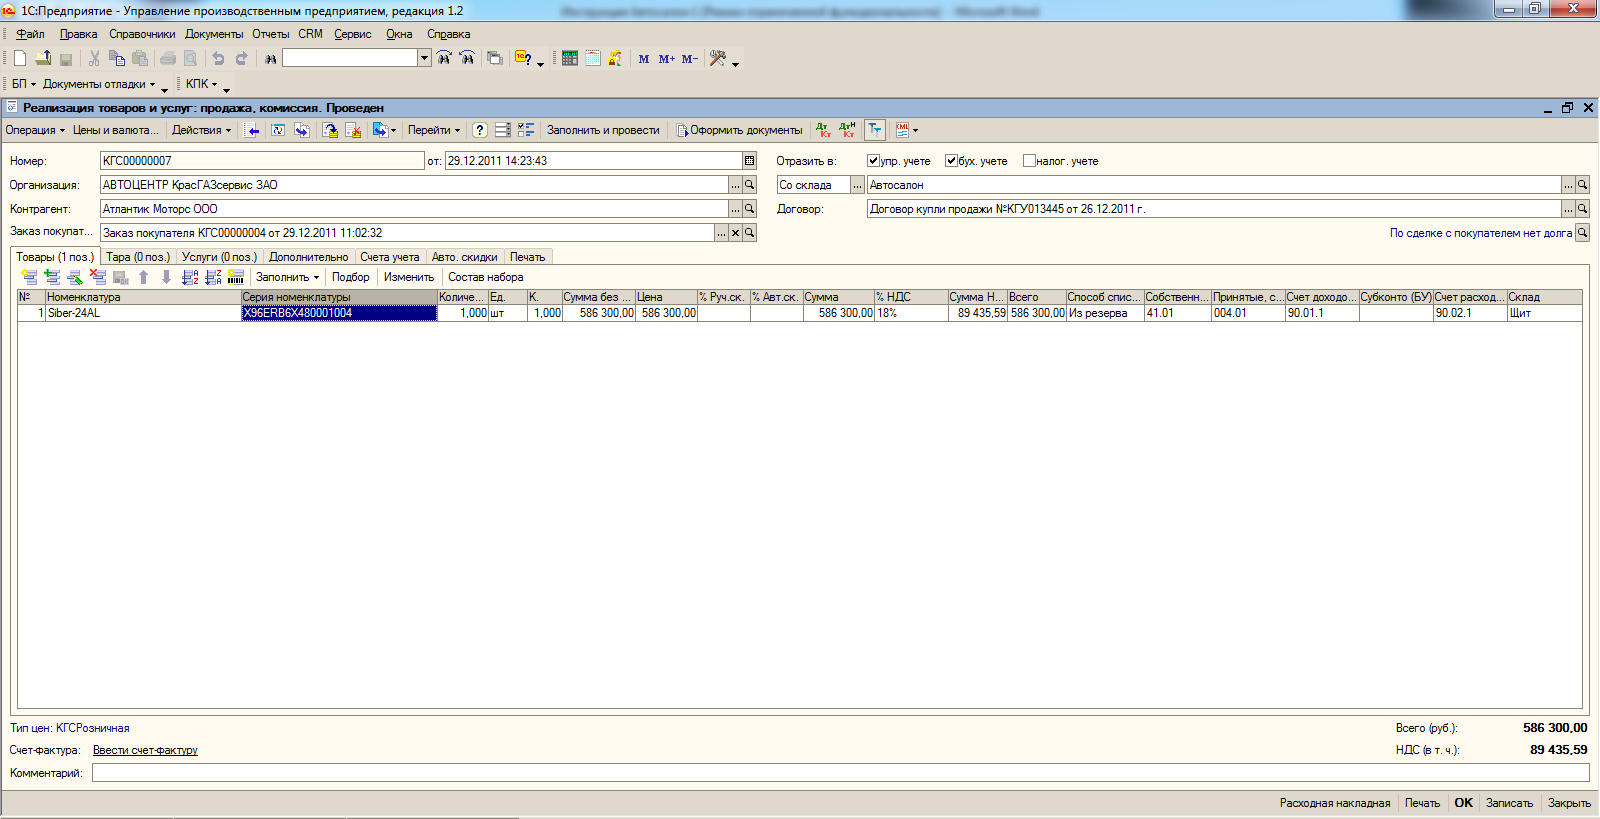 1С:Предприятие - Управление производственным предприятием, редакция 1.2
Файл Правка Справочники Документы Отчеты CRM Сервис Окна Справка
M M+ M-
БП Документы отладки КПК
Реализация товаров и услуг: продажа, комиссия. Проведен
Операция Цены и валюта... Действия Перейти Заполнить и провести Оформить документы
Номер: КГС00000007 от: 29.12.2011 14:23:43 Отразить в: упр. учете бух. учете налог. учете
Организация: АВТОЦЕНТР КрасГАЗсервис ЗАО ... Со склада ... Автосалон ...
Контрагент: Атлантик Моторс ООО ... Договор: Договор купли продажи №КГУ013445 от 26.12.2011 г. ...
Заказ покупат... Заказ покупателя КГС00000004 от 29.12.2011 11:02:32 ... По сделке с покупателем нет долга
Товары (1 поз.) Тара (0 поз.) Услуги (0 поз.) Дополнительно Счета учета Авто. скидки Печать
Заполнить Подбор Изменить Состав набора
№ Номенклатура Серия номенклатуры Количе... Ед. К. Сумма без ... Цена % Руч.ск. % Авт.ск. Сумма % НДС Сумма Н... Всего Способ спис... Собственн... Принятые, с... Счет доходо... Субконто (БУ) Счет расход... Склад
1 Siber-24AL X96ERB6X480001004 1,000 шт 1,000 586 300,00 586 300,00 586 300,00 18% 89 435,59 586 300,00 Из резерва 41.01 004.01 90.01.1 90.02.1 Щит
Тип цен: КГСРозничная Всего (руб.): 586 300,00
Счет-фактура: Ввести счет-фактуру НДС (в т. ч.): 89 435,59
Комментарий:
Расходная накладная Печать OK Записать Закрыть